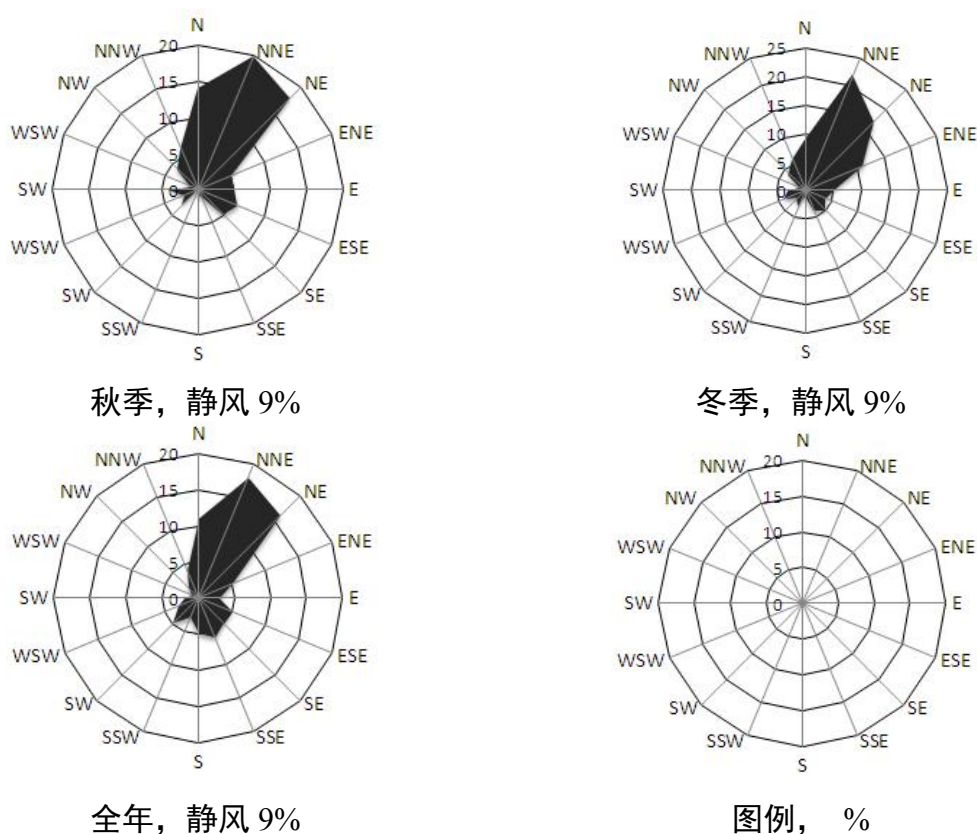 N
20
NNW NNE
15
NW NE
10
WSW ENE
5
SW 0 E
WSW ESE
SW SE
SSW SSE
S
秋季，静风 9%
N
25
NNW NNE
20
NW NE
15
WSW 10 ENE
5
SW 0 E
WSW ESE
SW SE
SSW SSE
S
冬季，静风 9%
N
20
NNW NNE
15
NW NE
10
WSW ENE
5
SW 0 E
WSW ESE
SW SE
SSW SSE
S
全年，静风 9%
N
20
NNW NNE
15
NW NE
10
WSW ENE
5
SW 0 E
WSW ESE
SW SE
SSW SSE
S
图例， %